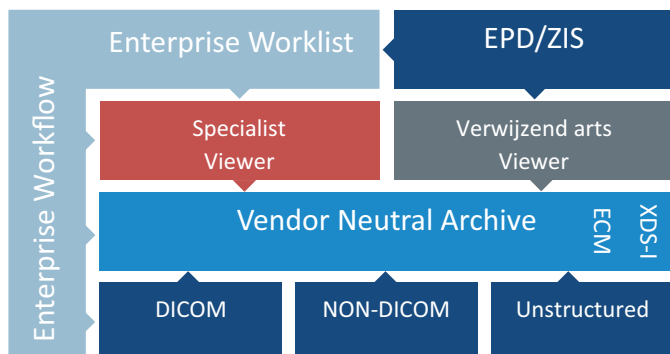 Enterprise Worklist
EPD/ZIS
Enterprise Workflow
Specialist
Viewer
Verwijzend arts
Viewer
Vendor Neutral Archive
ECM
XDS-I
DICOM
NON-DICOM
Unstructured